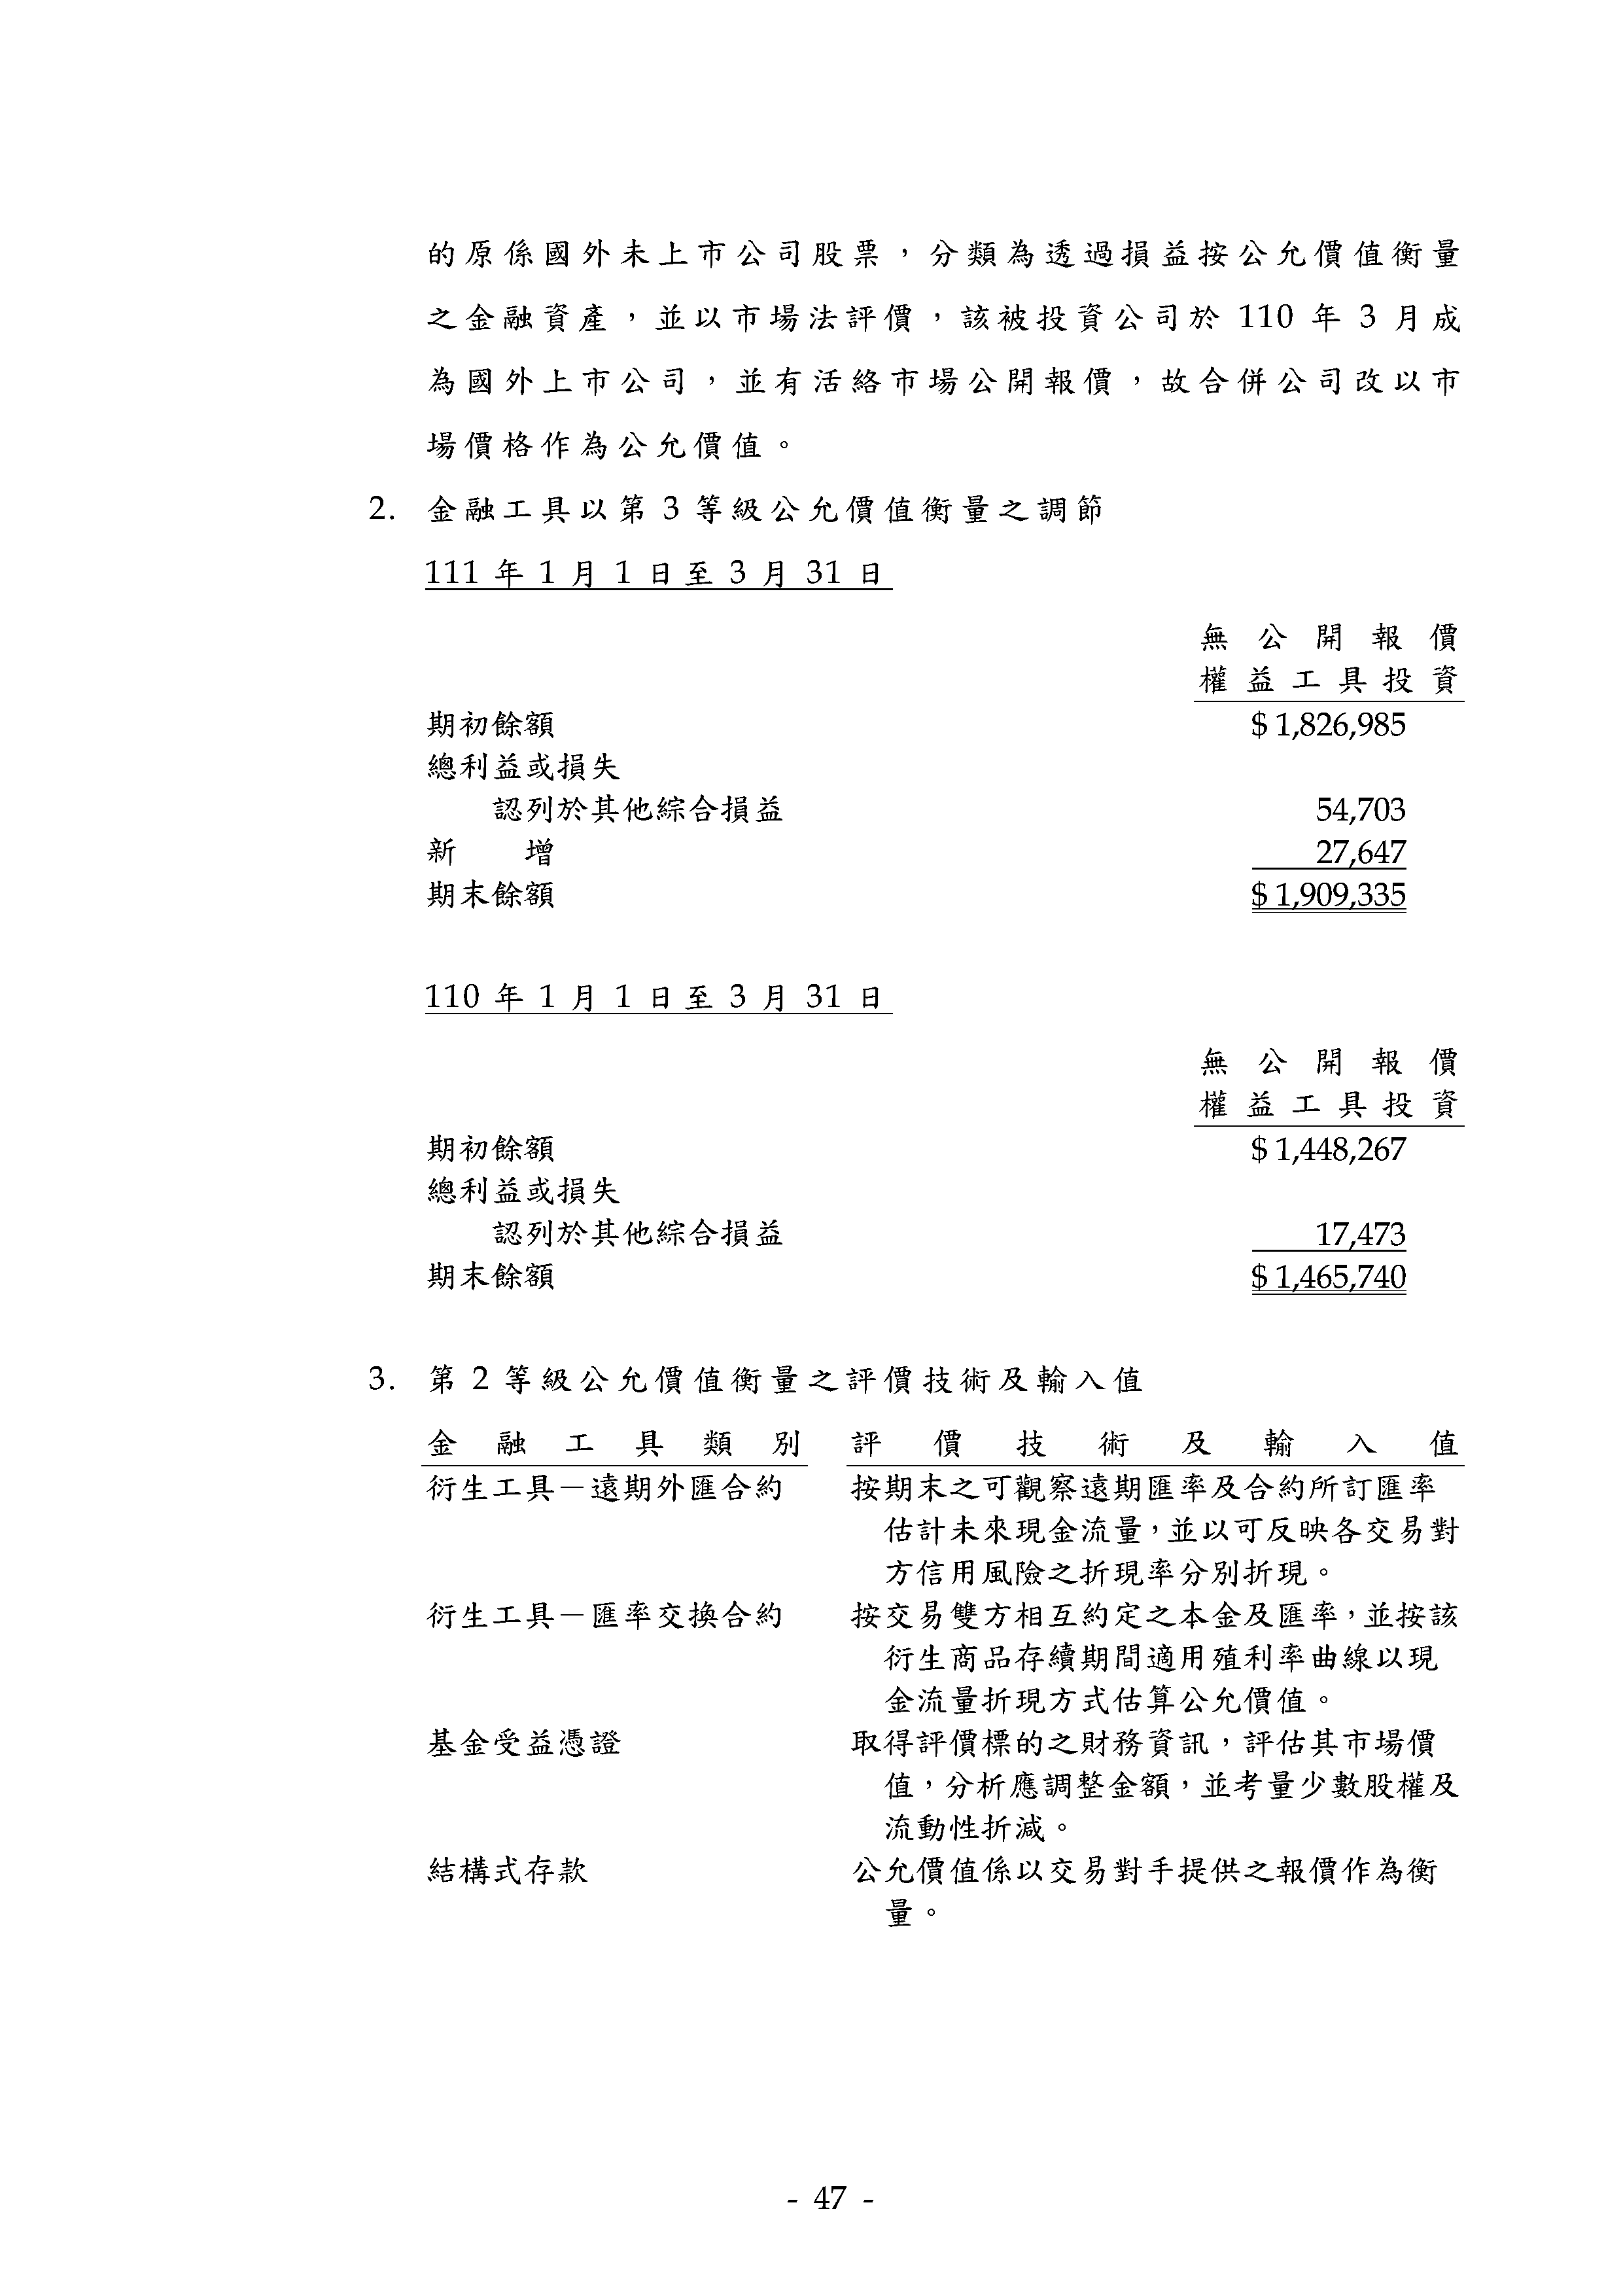 的原係國外未上市公司股票，分類為透過損益按公允價值衡量
之金融資產，並以市場法評價，該被投資公司於 110 年 3 月成
為國外上市公司，並有活絡市場公開報價，故合併公司改以市
場價格作為公允價值。
2. 金融工具以第 3 等級公允價值衡量之調節
111 年 1 月 1 日至 3 月 31 日
無公開報價
權益工具投資
期初餘額 $ 1,826,985
總利益或損失
認列於其他綜合損益 54,703
新　　增 27,647
期末餘額 $ 1,909,335
110 年 1 月 1 日至 3 月 31 日
無公開報價
權益工具投資
期初餘額 $ 1,448,267
總利益或損失
認列於其他綜合損益 17,473
期末餘額 $ 1,465,740
3. 第 2 等級公允價值衡量之評價技術及輸入值
金融工具類別 評價技術及輸入值
衍生工具－遠期外匯合約 按期末之可觀察遠期匯率及合約所訂匯率
估計未來現金流量，並以可反映各交易對
方信用風險之折現率分別折現。
衍生工具－匯率交換合約 按交易雙方相互約定之本金及匯率，並按該
衍生商品存續期間適用殖利率曲線以現
金流量折現方式估算公允價值。
基金受益憑證 取得評價標的之財務資訊，評估其市場價
值，分析應調整金額，並考量少數股權及
流動性折減。
結構式存款 公允價值係以交易對手提供之報價作為衡
量。
- 47 -